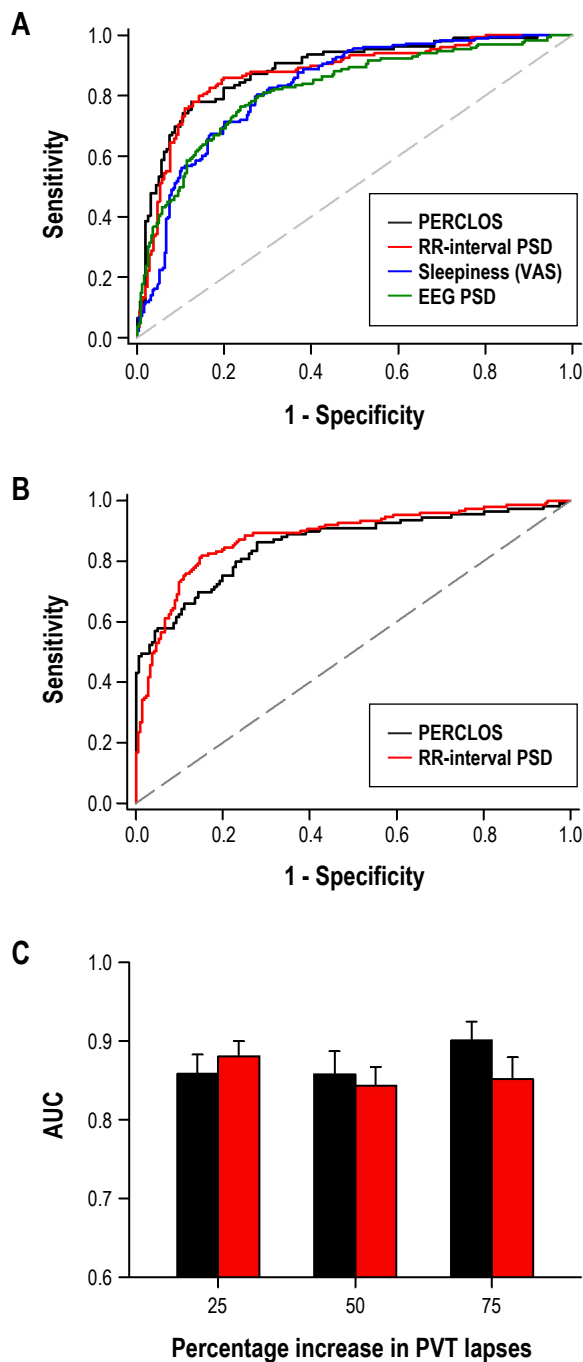 A
1.0
0.8
0.6
0.4
0.2
0.0
Sensitivity
PERCLOS
RR-interval PSD
Sleepiness (VAS)
EEG PSD
0.0 0.2 0.4 0.6 0.8 1.0
1 - Specificity
B
1.0
0.8
0.6
0.4
0.2
0.0
Sensitivity
PERCLOS
RR-interval PSD
0.0 0.2 0.4 0.6 0.8 1.0
1 - Specificity
C
1.0
0.9
0.8
0.7
0.6
AUC
25 50 75
Percentage increase in PVT lapses